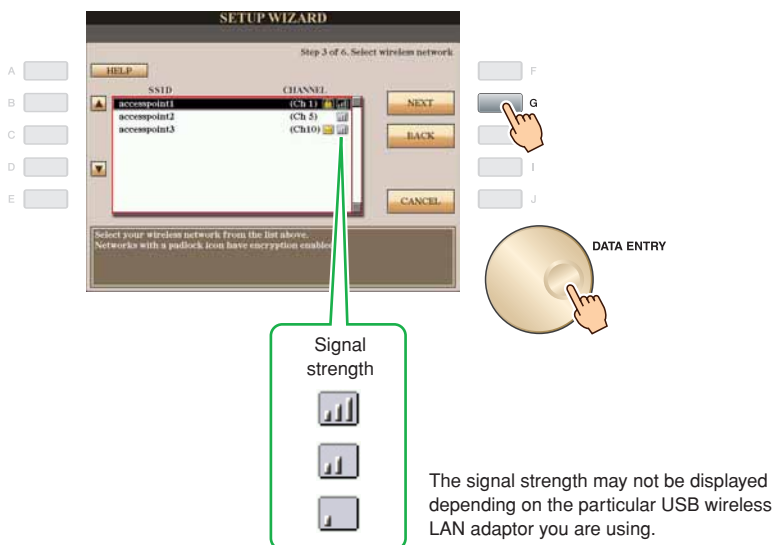 SETUP WIZARD
Step 3 of 6. Select wireless network
HELP
SSID CHANNEL
accesspoint1 (Ch 1)
accesspoint2 (Ch 5)
accesspoint3 (Ch10)
NEXT
BACK
CANCEL
Select your wireless network from the list above.
Networks with a padlock icon have encryption enable
A
B
C
D
E
F
G
I
J
DATA ENTRY
Signal
strength
The signal strength may not be displayed
depending on the particular USB wireless
LAN adaptor you are using.